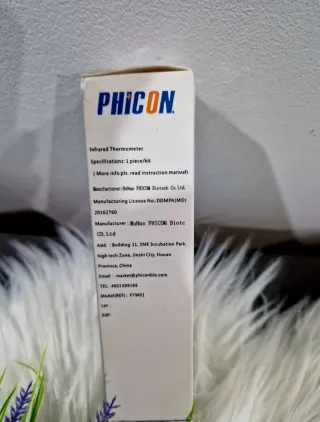 PHiCON.
Infrared Thermometer
Specifications: 1 piece/kit
( More info pls. read instruction manual)
Manufacturer:HuNan PHICON Biotech Co.Ltd.
Manufacturing License No.:DDMPA(MD)
20162760
Manufacturer:HuNan PHICON Biotc
CO.Ltd
Add. : Building 11, SME Incubation Park,
high tech Zone, Jinshi City, Hunan
Province, China
Email : market@phiconbio.com
TEL: 4001999566
Model(REF): FTW01
Lot :
EXP: